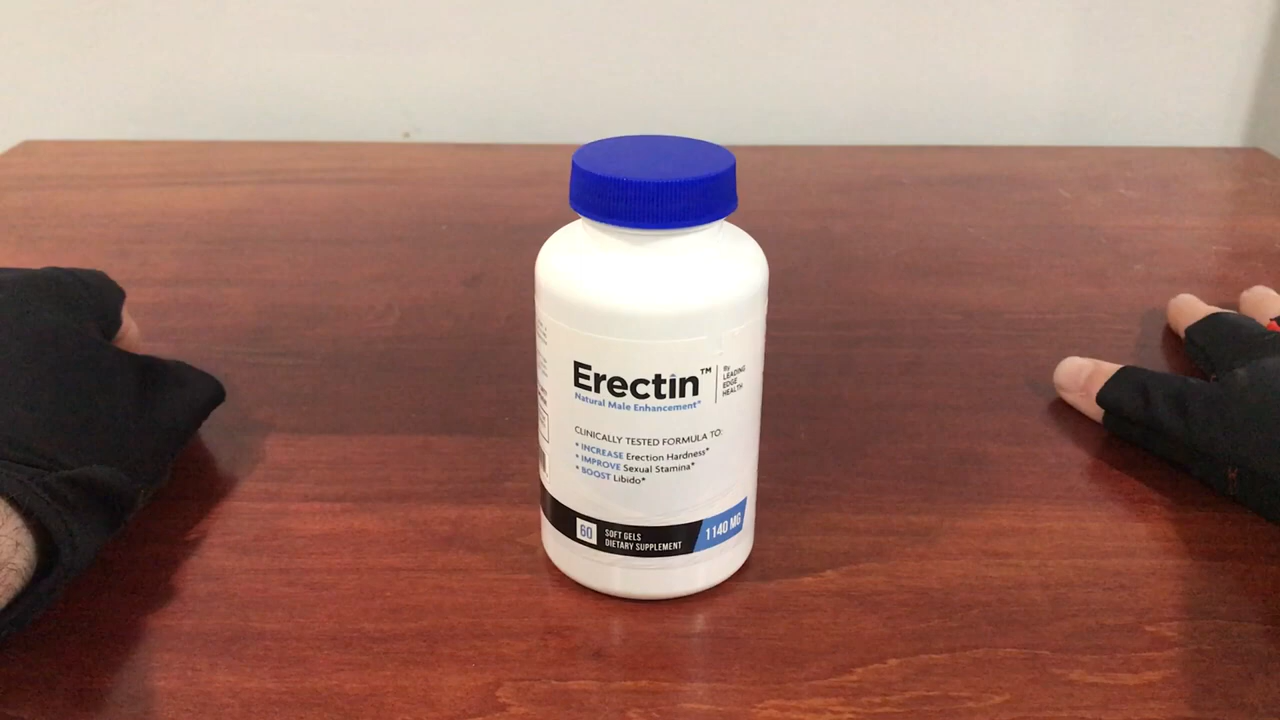 Erectin™
By
LEADING
EDGE
HEALTH
Natural Male Enhancement*
CLINICALLY TESTED FORMULA TO:
* INCREASE Erection Hardness*
* IMPROVE Sexual Stamina*
* BOOST Libido*
60
SOFT GELS
DIETARY SUPPLEMENT
1140 MG